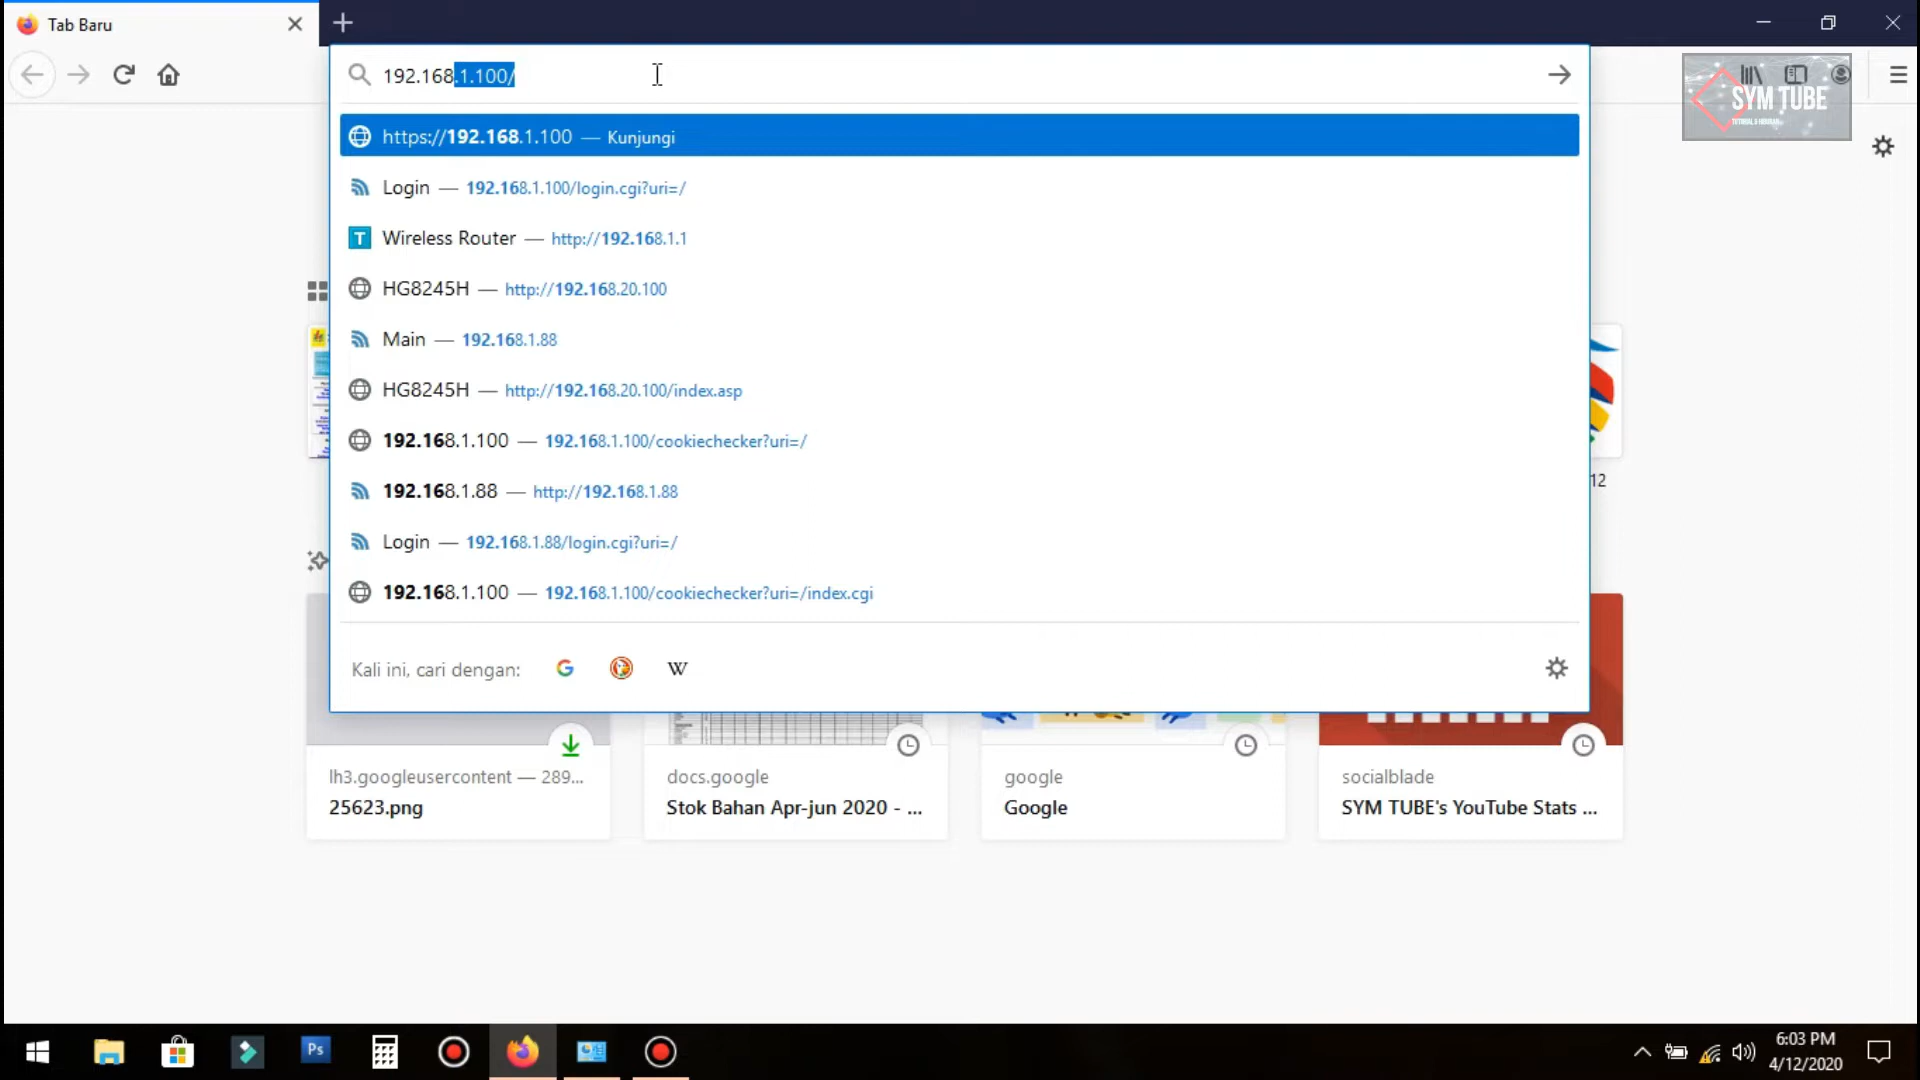 Tab Baru
192.168.1.100/
https://192.168.1.100 — Kunjungi
Login — 192.168.1.100/login.cgi?uri=/
T Wireless Router — http://192.168.1.1
HG8245H — http://192.168.20.100
Main — 192.168.1.88
HG8245H — http://192.168.20.100/index.asp
192.168.1.100 — 192.168.1.100/cookiechecker?uri=/
192.168.1.88 — http://192.168.1.88
Login — 192.168.1.88/login.cgi?uri=/
192.168.1.100 — 192.168.1.100/cookiechecker?uri=/index.cgi
Kali ini, cari dengan: G W
SYM TUBE
12
lh3.googleusercontent — 289...
25623.png
docs.google
Stok Bahan Apr-jun 2020 - ...
google
Google
socialblade
SYM TUBE's YouTube Stats ...
Ps
6:03 PM
4/12/2020